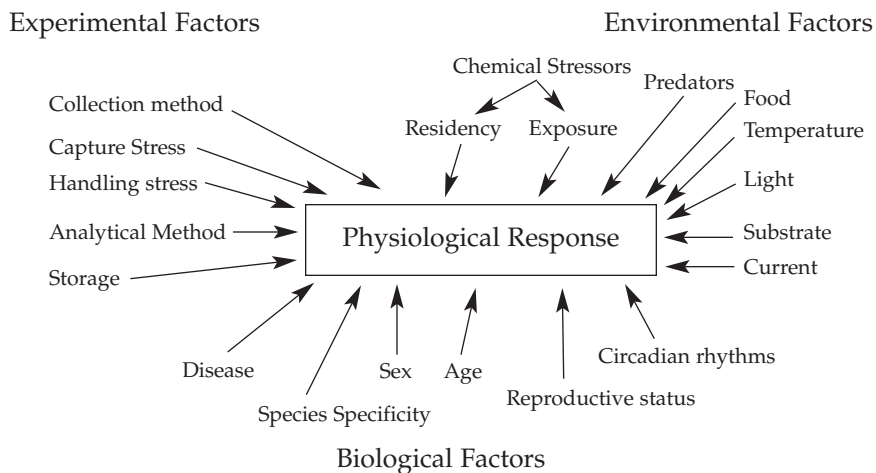 Experimental Factors
Environmental Factors
Chemical Stressors
Predators
Collection method
Food
Residency
Exposure
Temperature
Capture Stress
Handling stress
Light
Analytical Method
Physiological Response
Substrate
Storage
Current
Disease
Sex
Age
Circadian rhythms
Species Specificity
Reproductive status
Biological Factors